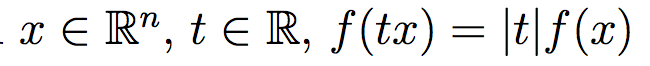 x ∈ ℝⁿ, t ∈ ℝ, f(tx) = |t|f(x)